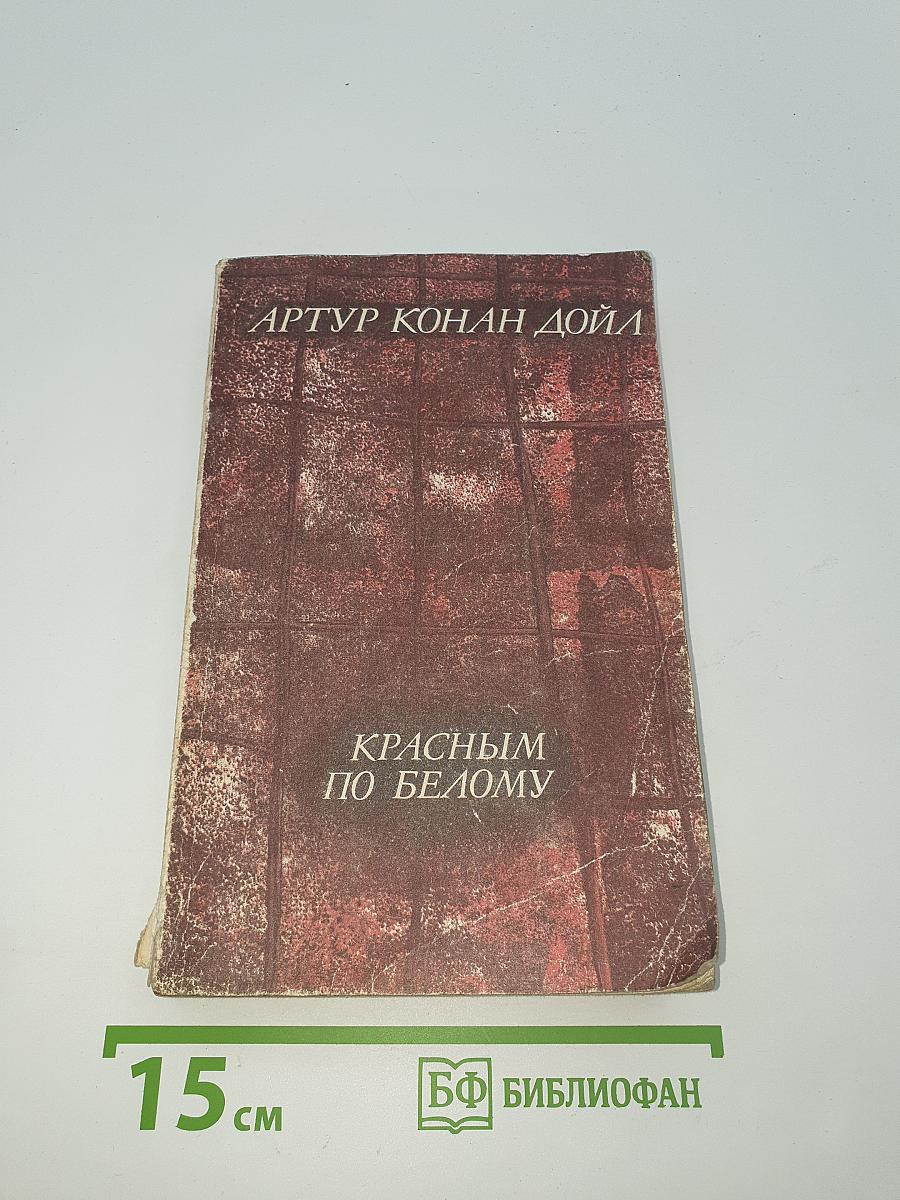 АРТУР КОНАН ДОЙЛ
КРАСНЫМ
ПО БЕЛОМУ
15 см
БФ БИБЛИОФАН